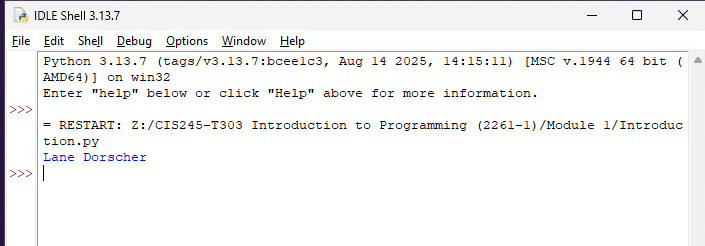 IDLE Shell 3.13.7
File Edit Shell Debug Options Window Help
Python 3.13.7 (tags/v3.13.7:bcee1c3, Aug 14 2025, 14:15:11) [MSC v.1944 64 bit (
AMD64)] on win32
Enter "help" below or click "Help" above for more information.
>>>
= RESTART: Z:/CIS245-T303 Introduction to Programming (2261-1)/Module 1/Introduc
tion.py
Lane Dorscher
>>>